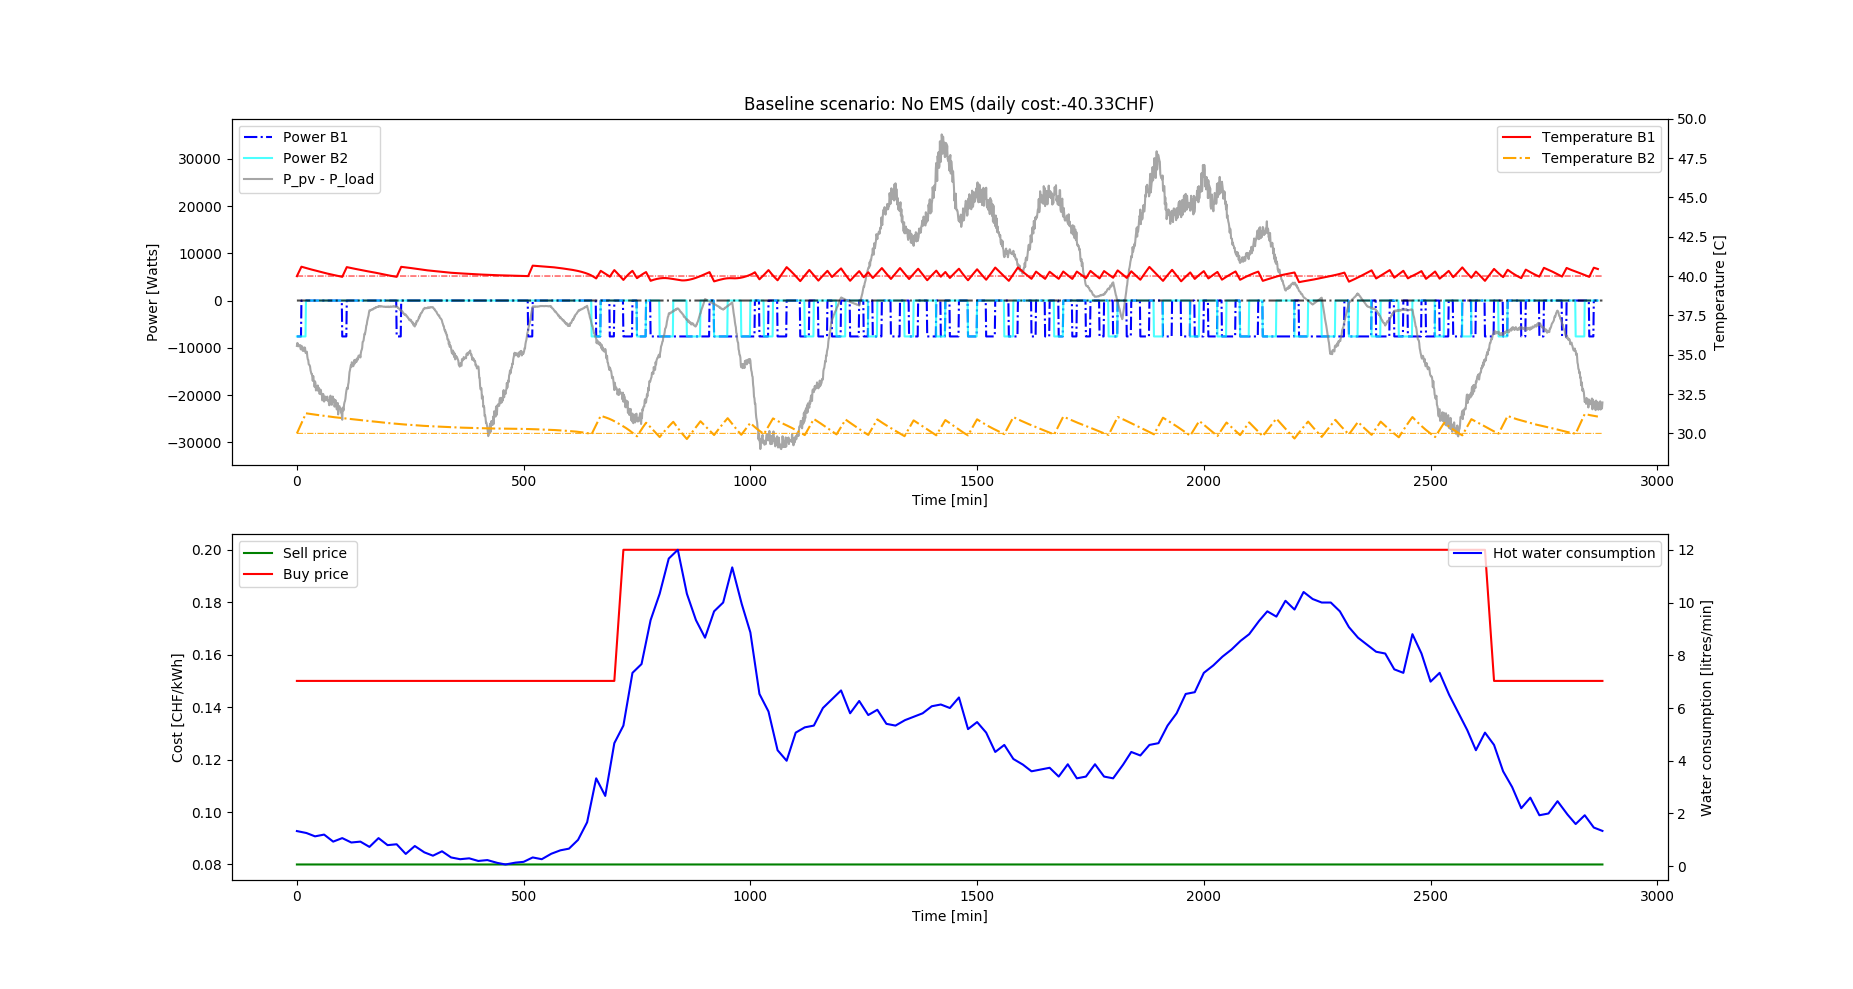 Baseline scenario: No EMS (daily cost:-40.33CHF)
Power B1
Power B2
P_pv - P_load
Temperature B1
Temperature B2
Power [Watts]
30000
20000
10000
0
−10000
−20000
−30000
Temperature [C]
50.0
47.5
45.0
42.5
40.0
37.5
35.0
32.5
30.0
0
500
1000
1500
2000
2500
3000
Time [min]
Sell price
Buy price
Hot water consumption
Cost [CHF/kWh]
0.20
0.18
0.16
0.14
0.12
0.10
0.08
Water consumption [litres/min]
12
10
8
6
4
2
0
0
500
1000
1500
2000
2500
3000
Time [min]